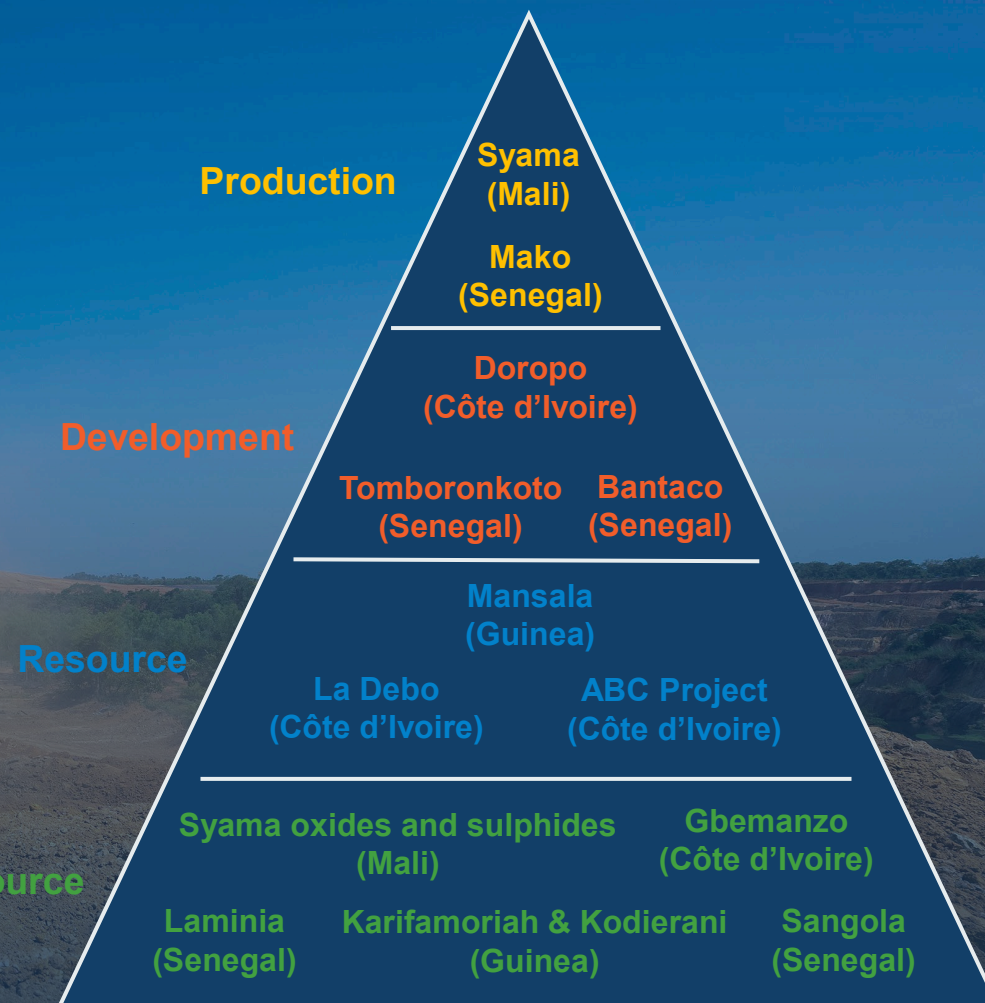 Production
Syama
(Mali)
Mako
(Senegal)
Development
Doropo
(Côte d’Ivoire)
Tomboronkoto
(Senegal)
Bantaco
(Senegal)
Resource
Mansala
(Guinea)
La Debo
(Côte d’Ivoire)
ABC Project
(Côte d’Ivoire)
Syama oxides and sulphides
(Mali)
Gbemanzo
(Côte d’Ivoire)
Laminia
(Senegal)
Karifamoriah & Kodierani
(Guinea)
Sangola
(Senegal)